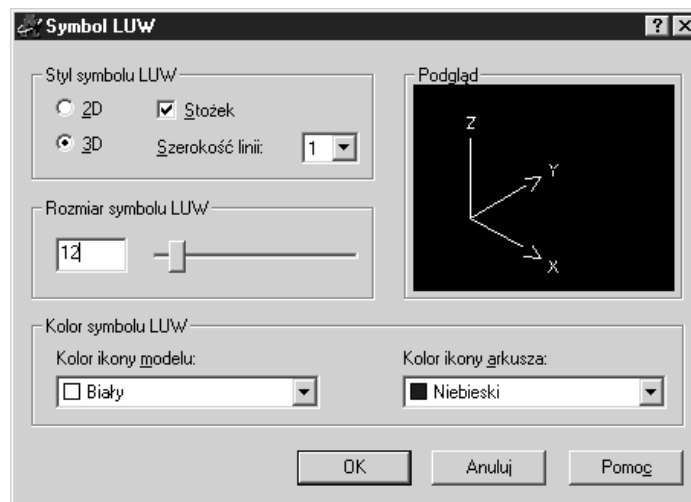 Symbol LUW
Styl symbolu LUW
2D
Stożek
3D
Szerokość linii:
1
Podgląd
Z
Y
X
Rozmiar symbolu LUW
12
Kolor symbolu LUW
Kolor ikony modelu:
Kolor ikony arkusza:
Biały
Niebieski
OK
Anuluj
Pomoc